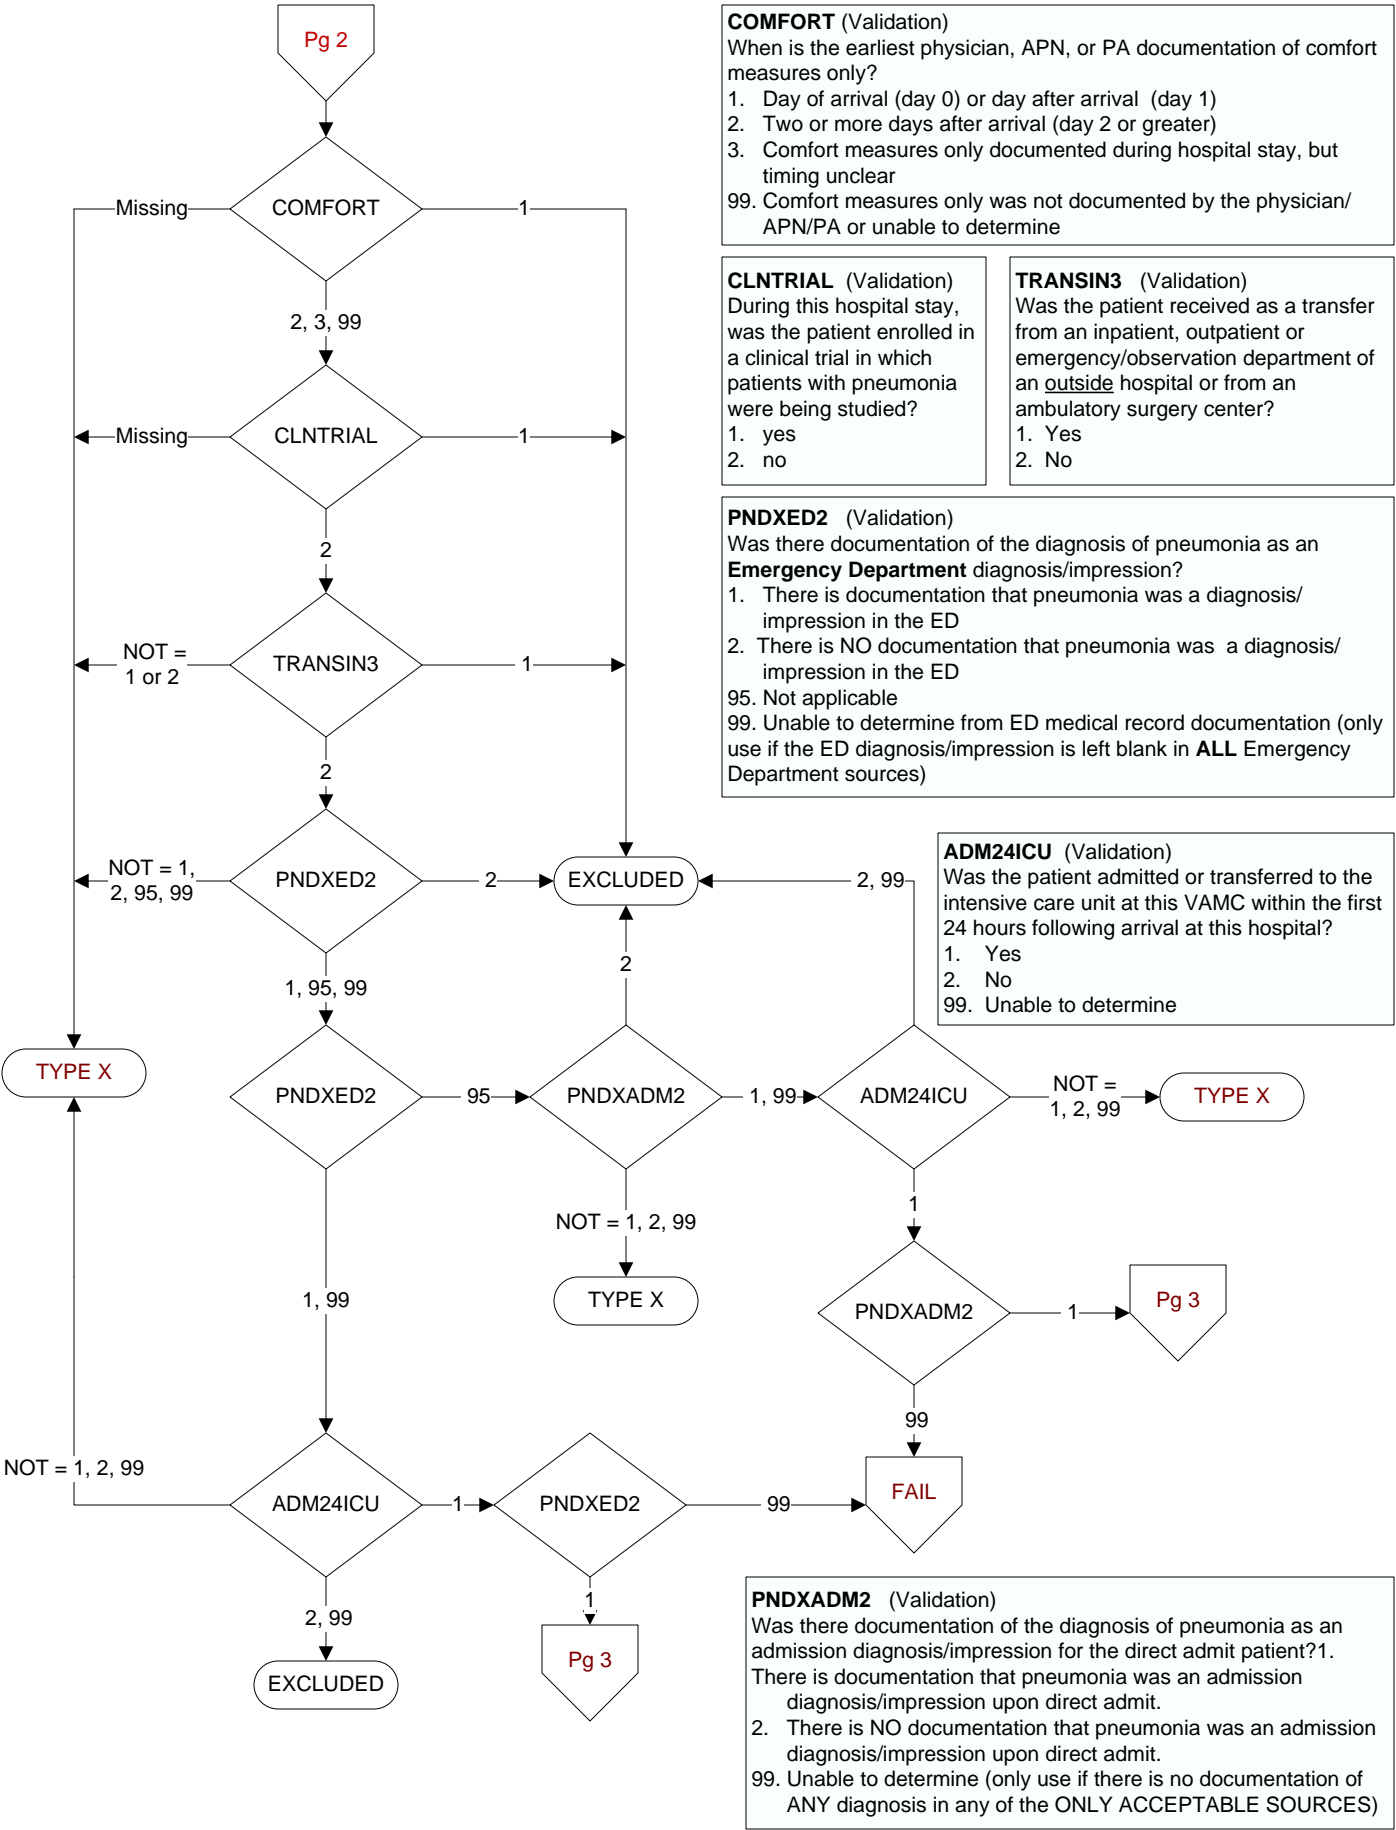 Pg 2
COMFORT (Validation)
When is the earliest physician, APN, or PA documentation of comfort
measures only?
1. Day of arrival (day 0) or day after arrival (day 1)
2. Two or more days after arrival (day 2 or greater)
3. Comfort measures only documented during hospital stay, but
timing unclear
99. Comfort measures only was not documented by the physician/
APN/PA or unable to determine
Missing
COMFORT
1
2, 3, 99
CLNTRIAL (Validation)
During this hospital stay,
was the patient enrolled in
a clinical trial in which
patients with pneumonia
were being studied?
1. yes
2. no
TRANSIN3 (Validation)
Was the patient received as a transfer
from an inpatient, outpatient or
emergency/observation department of
an outside hospital or from an
ambulatory surgery center?
1. Yes
2. No
Missing
CLNTRIAL
1
2
PNDXED2 (Validation)
Was there documentation of the diagnosis of pneumonia as an
Emergency Department diagnosis/impression?
1. There is documentation that pneumonia was a diagnosis/
impression in the ED
2. There is NO documentation that pneumonia was a diagnosis/
impression in the ED
95. Not applicable
99. Unable to determine from ED medical record documentation (only
use if the ED diagnosis/impression is left blank in ALL Emergency
Department sources)
NOT =
1 or 2
TRANSIN3
1
2
NOT = 1,
2, 95, 99
PNDXED2
2
EXCLUDED
2, 99
ADM24ICU (Validation)
Was the patient admitted or transferred to the
intensive care unit at this VAMC within the first
24 hours following arrival at this hospital?
1. Yes
2. No
99. Unable to determine
2
1, 95, 99
TYPE X
PNDXED2
95
PNDXADM2
1, 99
ADM24ICU
NOT =
1, 2, 99
TYPE X
1
NOT = 1, 2, 99
TYPE X
1, 99
PNDXADM2
1
Pg 3
99
NOT = 1, 2, 99
ADM24ICU
1
PNDXED2
99
FAIL
2, 99
EXCLUDED
1
Pg 3
PNDXADM2 (Validation)
Was there documentation of the diagnosis of pneumonia as an
admission diagnosis/impression for the direct admit patient?1.
There is documentation that pneumonia was an admission
diagnosis/impression upon direct admit.
2. There is NO documentation that pneumonia was an admission
diagnosis/impression upon direct admit.
99. Unable to determine (only use if there is no documentation of
ANY diagnosis in any of the ONLY ACCEPTABLE SOURCES)